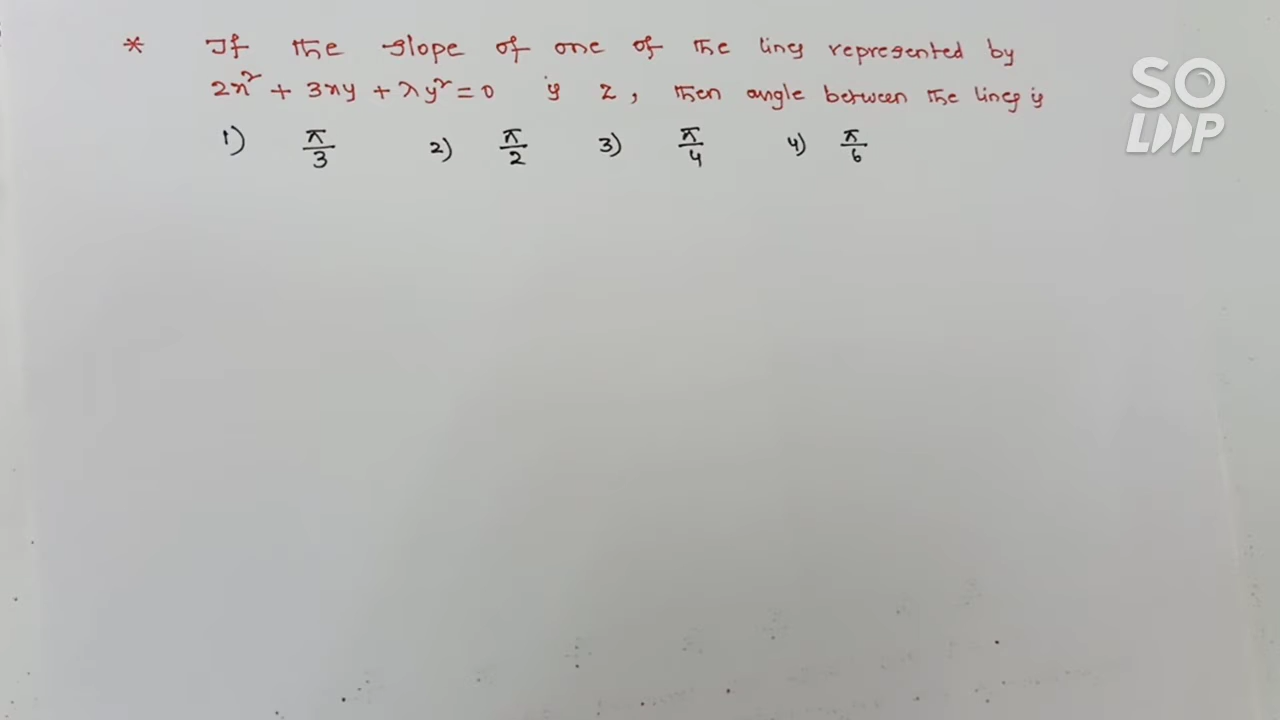 * If the slope of one of the lines represented by
2x² + 3xy + λy² = 0 is 2, then angle between the lines is
1) π/3 2) π/2 3) π/4 4) π/6
SO
LOOP